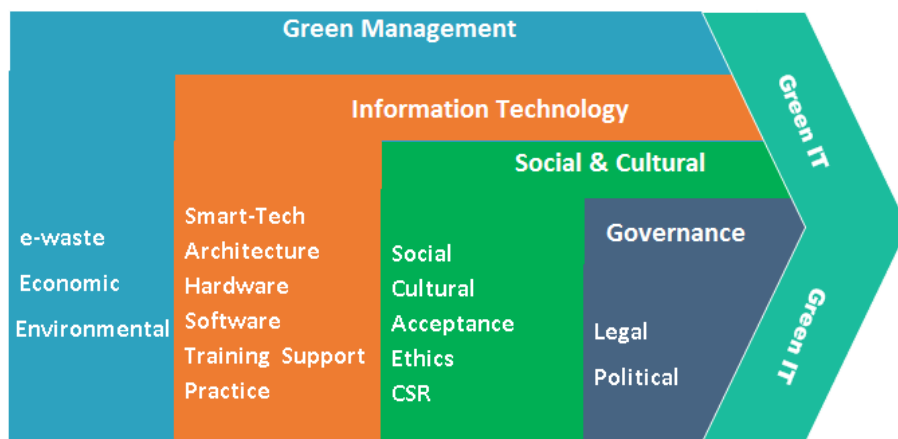 Green Management
Information Technology
Social & Cultural
Governance
e-waste
Economic
Environmental
Smart-Tech
Architecture
Hardware
Software
Training Support
Practice
Social
Cultural
Acceptance
Ethics
CSR
Legal
Political
Green IT
Green IT